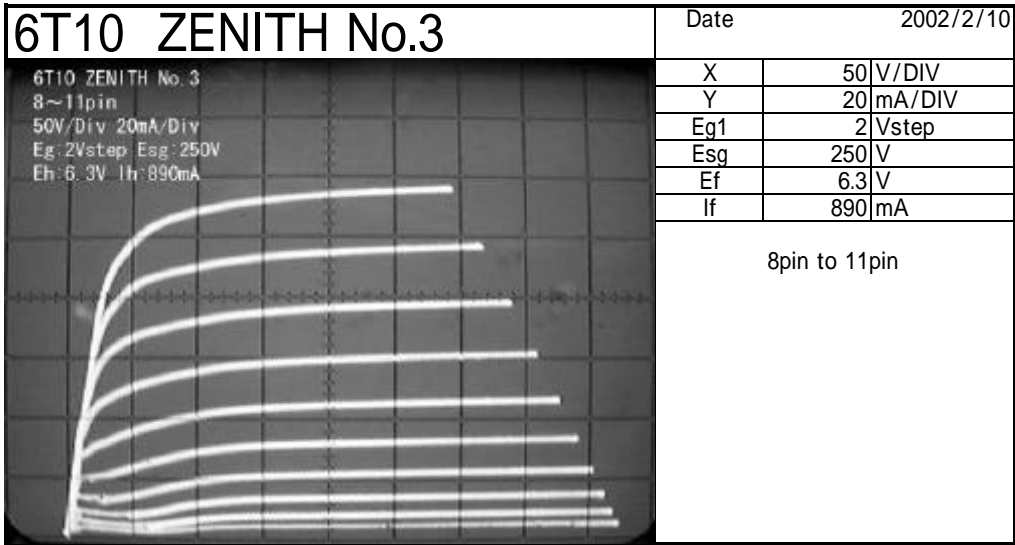 6T10 ZENITH No.3
Date 2002/2/10
6T10 ZENITH No. 3
8~11pin
50V/Div 20mA/Div
Eg:2Vstep Esg:250V
Eh:6.3V Ih:890mA
X 50 V/DIV
Y 20 mA/DIV
Eg1 2 Vstep
Esg 250 V
Ef 6.3 V
If 890 mA
8pin to 11pin